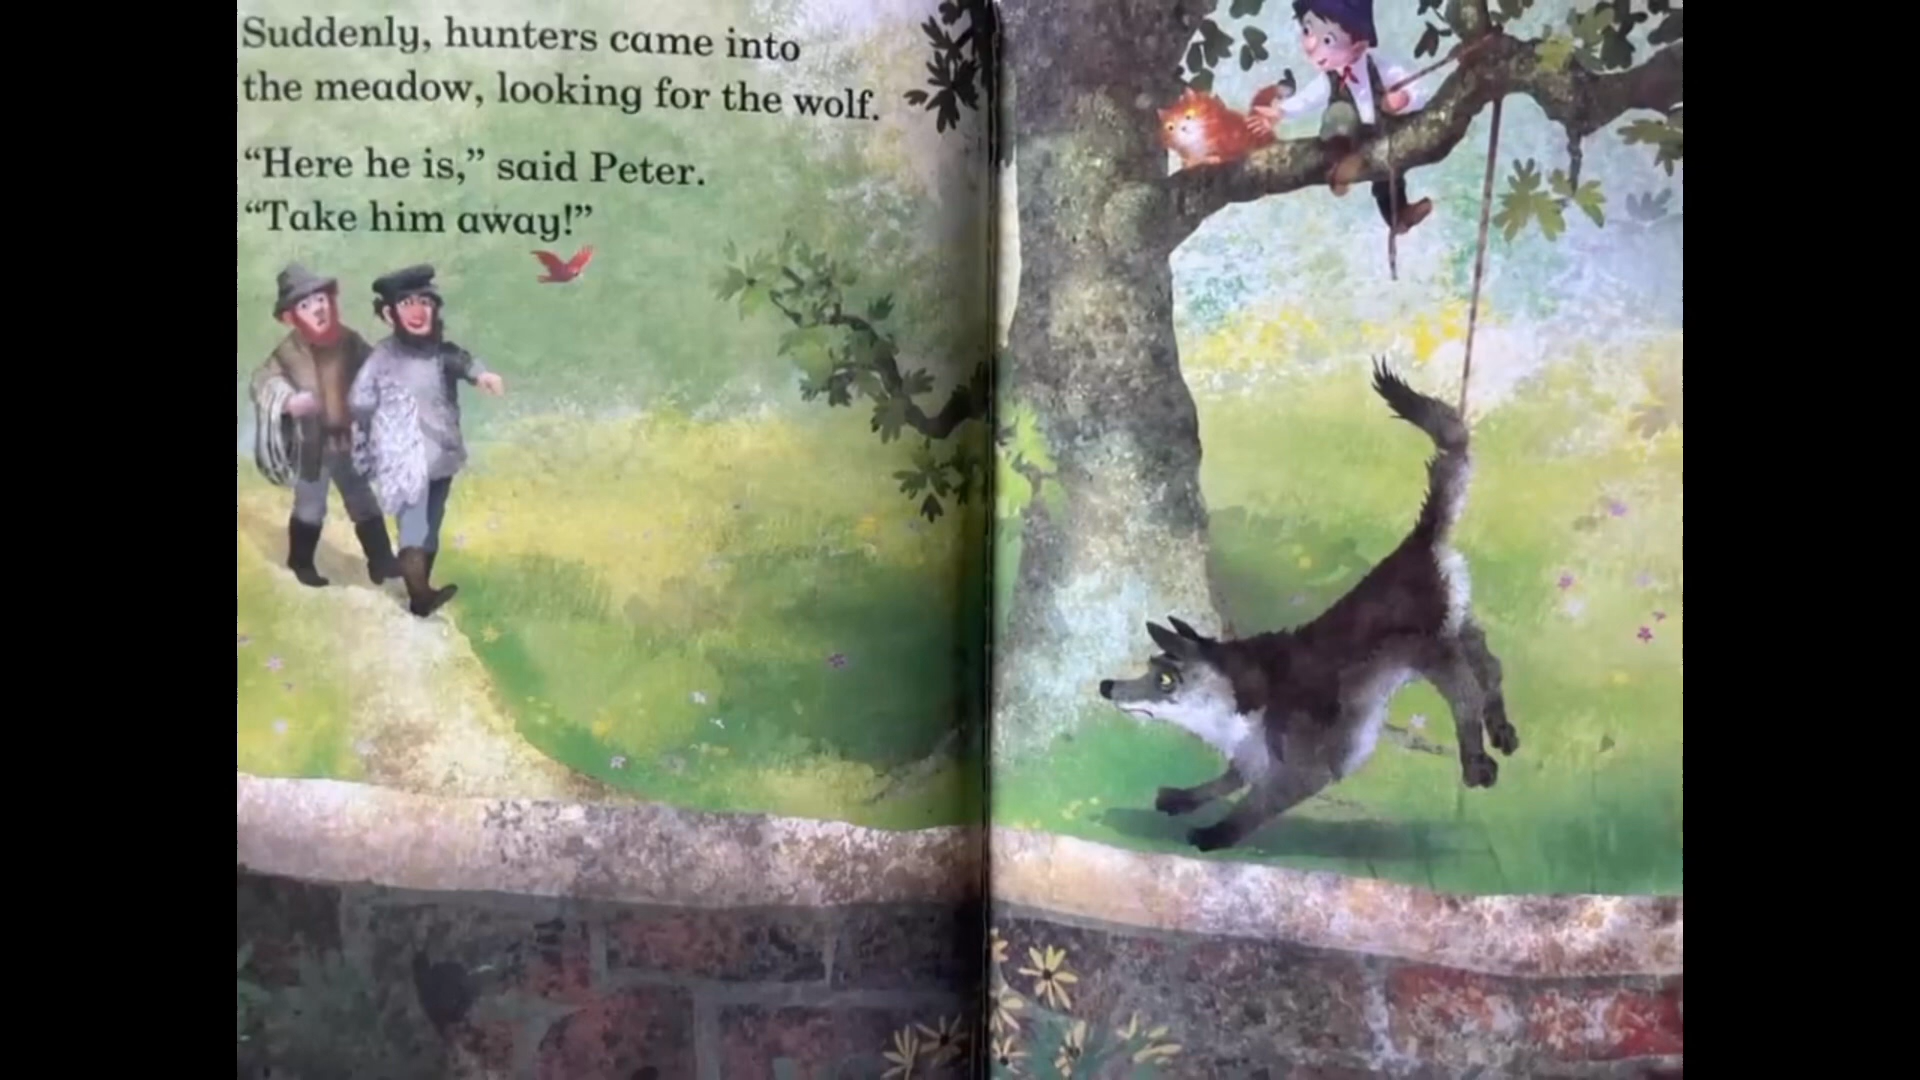 Suddenly, hunters came into
the meadow, looking for the wolf.
“Here he is,” said Peter.
“Take him away!”